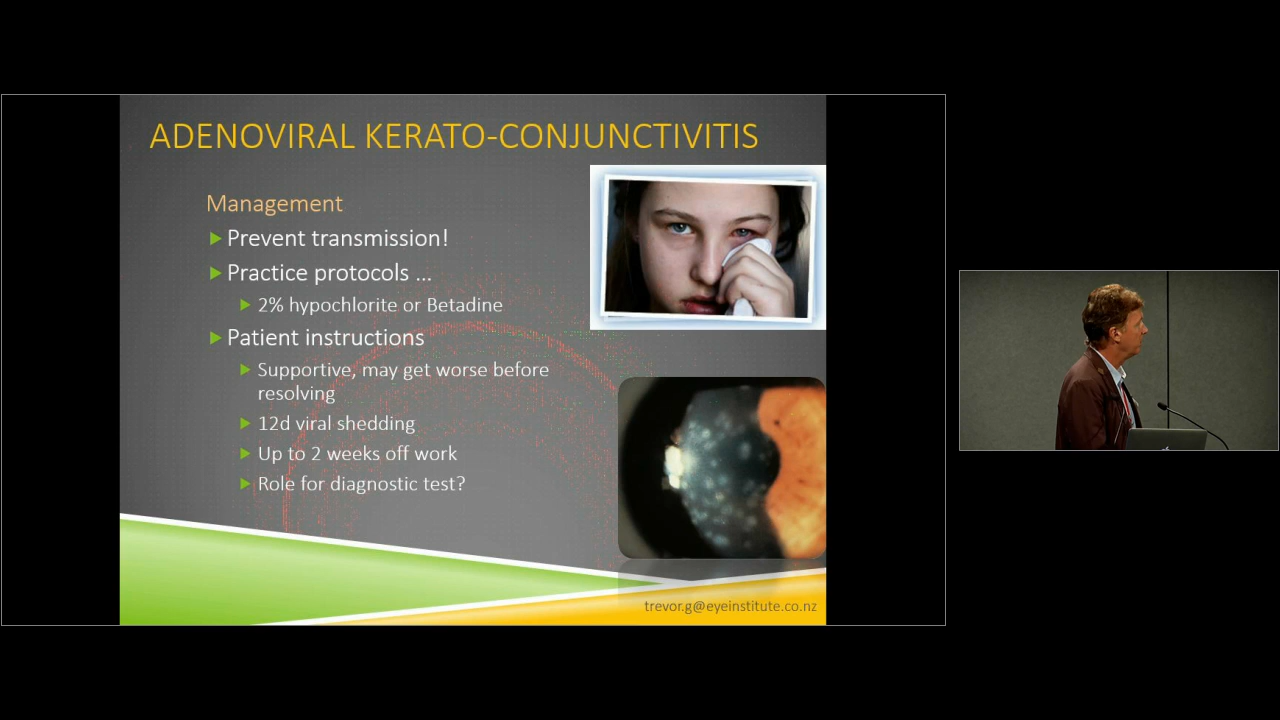 ADENOVIRAL KERATO-CONJUNCTIVITIS
Management
Prevent transmission!
Practice protocols ...
2% hypochlorite or Betadine
Patient instructions
Supportive, may get worse before
resolving
12d viral shedding
Up to 2 weeks off work
Role for diagnostic test?
trevor.g@eyeinstitute.co.nz